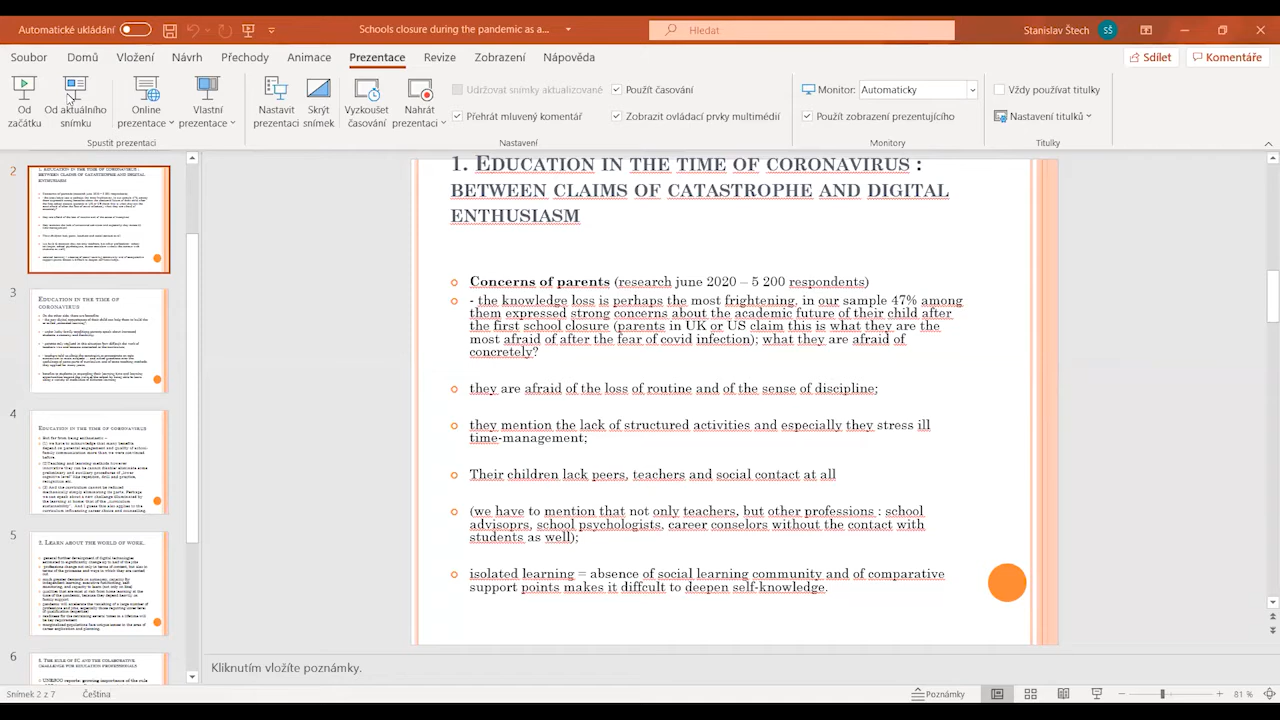 Automatické ukládání
Schools closure during the pandemic as a...
Hledat
Stanislav Štech
SŠ
Soubor Domů Vložení Návrh Přechody Animace Prezentace Revize Zobrazení Nápověda
Sdílet Komentáře
Od začátku
Od aktuálního snímku
Online prezentace
Vlastní prezentace
Spustit prezentaci
Nastavit prezentaci
Skrýt snímek
Vyzkoušet časování
Nahrát prezentaci
Udržovat snímky aktualizované
Přehrát mluvený komentář
Použít časování
Zobrazit ovládací prvky multimédií
Nastavení
Monitor: Automaticky
Použít zobrazení prezentujícího
Monitory
Vždy používat titulky
Nastavení titulků
Titulky
2
3
Education in the time of
coronavirus
4
Education in the time of coronavirus
5
2. Learn about the world of work.
6
1. Education in the time of coronavirus :
between claims of catastrophe and digital
enthusiasm
Concerns of parents (research june 2020 – 5 200 respondents)
- the knowledge loss is perhaps the most frightening, in our sample 47% among
them expressed strong concerns about the academic future of their child after
the first school closure (parents in UK or US claim this is what they are the
most afraid of after the fear of covid infection); what they are afraid of
concretely?
they are afraid of the loss of routine and of the sense of discipline;
they mention the lack of structured activities and especially they stress ill
time-management;
Their children lack peers, teachers and social contact at all
(we have to mention that not only teachers, but other professions : school
advisoprs, school psychologists, career conselors without the contact with
students as well);
isolated learning = absence of social learning community and of comparative
support points makes it diffcult to deepen self-knowledge.
Kliknutím vložíte poznámky.
Snímek 2 z 7 Čeština
Poznámky
81 %